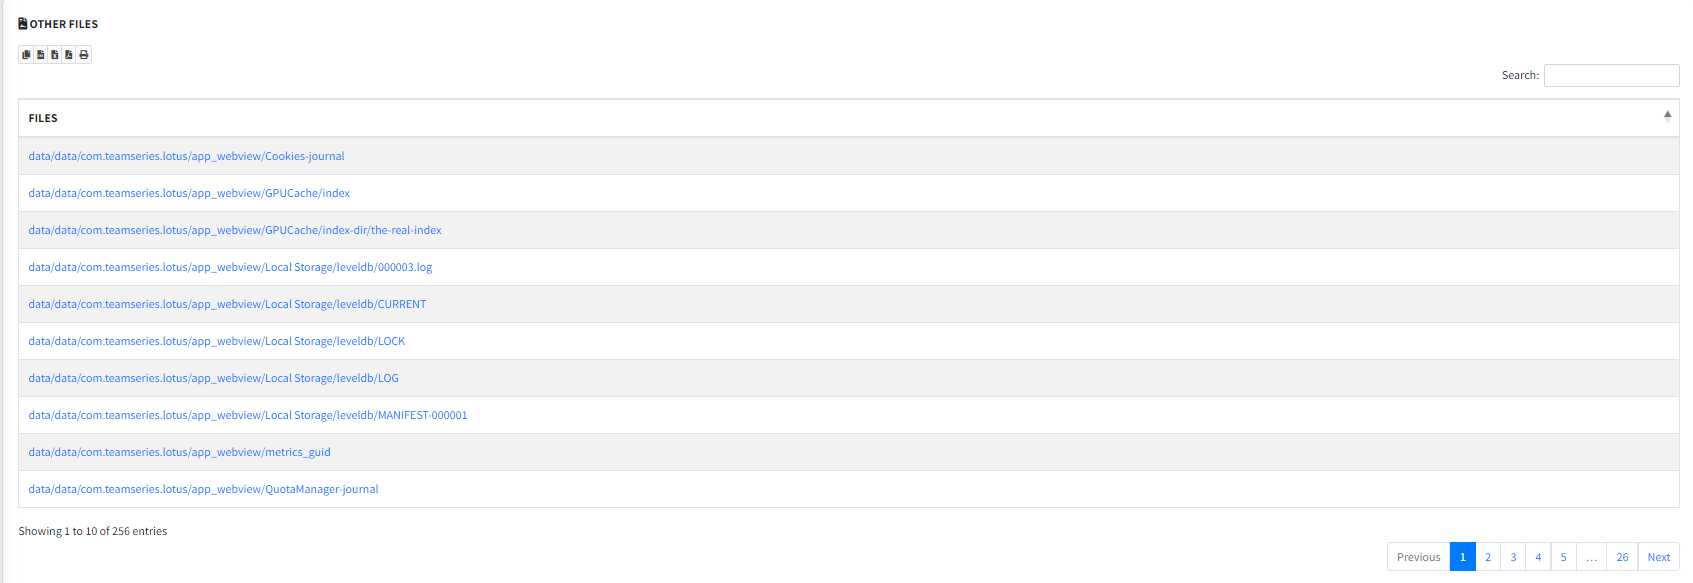 OTHER FILES
Search:
FILES
data/data/com.teamseries.lotus/app_webview/Cookies-journal
data/data/com.teamseries.lotus/app_webview/GPUCache/index
data/data/com.teamseries.lotus/app_webview/GPUCache/index-dir/the-real-index
data/data/com.teamseries.lotus/app_webview/Local Storage/leveldb/000003.log
data/data/com.teamseries.lotus/app_webview/Local Storage/leveldb/CURRENT
data/data/com.teamseries.lotus/app_webview/Local Storage/leveldb/LOCK
data/data/com.teamseries.lotus/app_webview/Local Storage/leveldb/LOG
data/data/com.teamseries.lotus/app_webview/Local Storage/leveldb/MANIFEST-000001
data/data/com.teamseries.lotus/app_webview/metrics_guid
data/data/com.teamseries.lotus/app_webview/QuotaManager-journal
Showing 1 to 10 of 256 entries
Previous 1 2 3 4 5 … 26 Next